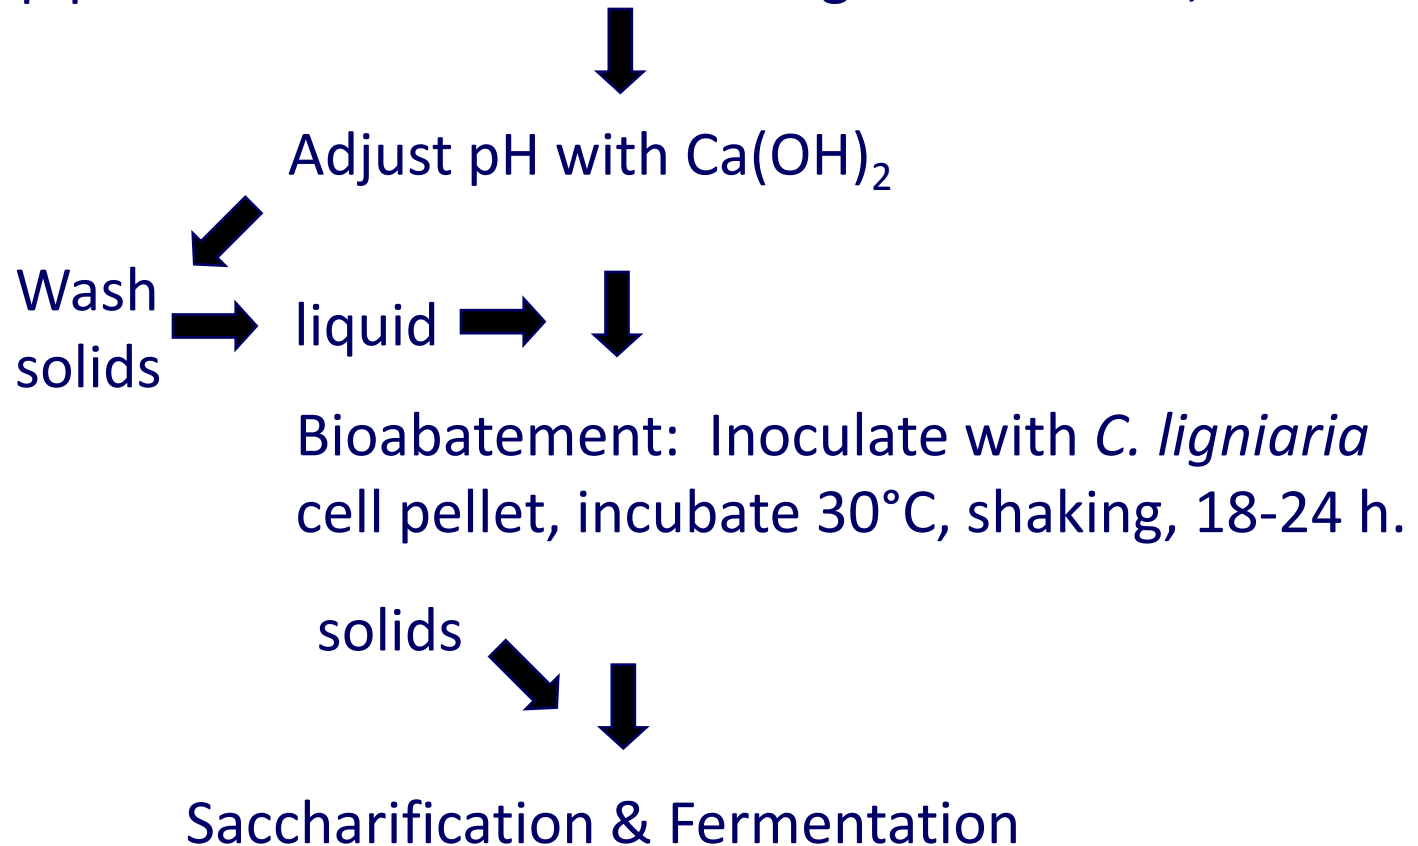 Adjust pH with Ca(OH)₂
Wash
solids
liquid
Bioabatement: Inoculate with C. ligniaria
cell pellet, incubate 30°C, shaking, 18-24 h.
solids
Saccharification & Fermentation